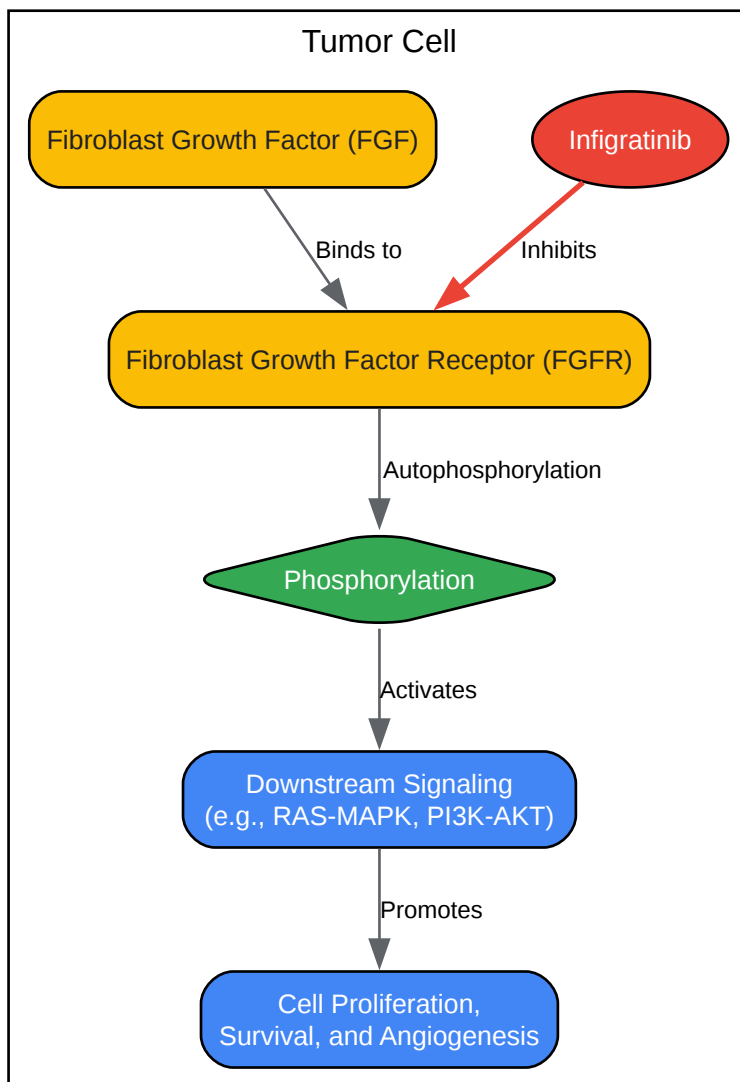 Tumor Cell
Fibroblast Growth Factor (FGF)
Infigratinib
Binds to
Inhibits
Fibroblast Growth Factor Receptor (FGFR)
Autophosphorylation
Phosphorylation
Activates
Downstream Signaling
(e.g., RAS-MAPK, PI3K-AKT)
Promotes
Cell Proliferation,
Survival, and Angiogenesis